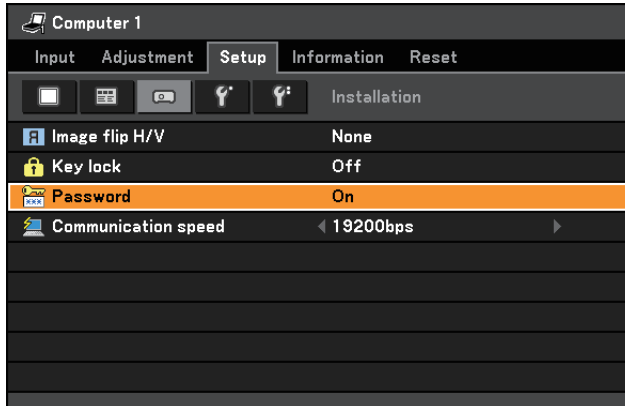 Computer 1
Input Adjustment Setup Information Reset
Installation
Image flip H/V None
Key lock Off
Password On
Communication speed 19200bps